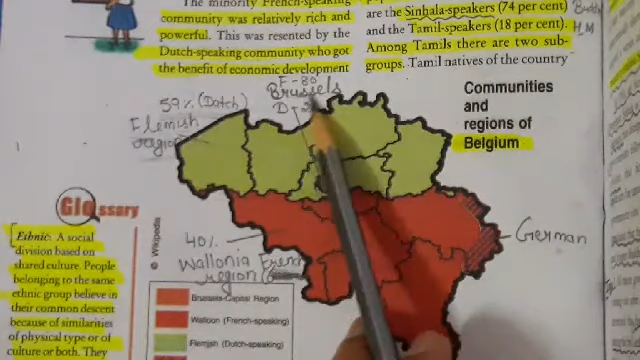 The minority French-speaking
community was relatively rich and
powerful. This was resented by the
Dutch-speaking community who got
the benefit of economic development
are the Sinhala-speakers (74 per cent)
and the Tamil-speakers (18 per cent).
Among Tamils there are two sub-
groups. Tamil natives of the country
H M
F-80
Brussels
D-2
59% (Dutch)
Flemish
region
Communities
and
regions of
Belgium
Glossary
Ethnic: A social
division based on
shared culture. People
belonging to the same
ethnic group believe in
their common descent
because of similarities
of physical type or of
culture or both. They
© Wikipedia
40%
Wallonia French
region
German
Brussels-Capital Region
Walloon (French-speaking)
Flemish (Dutch-speaking)